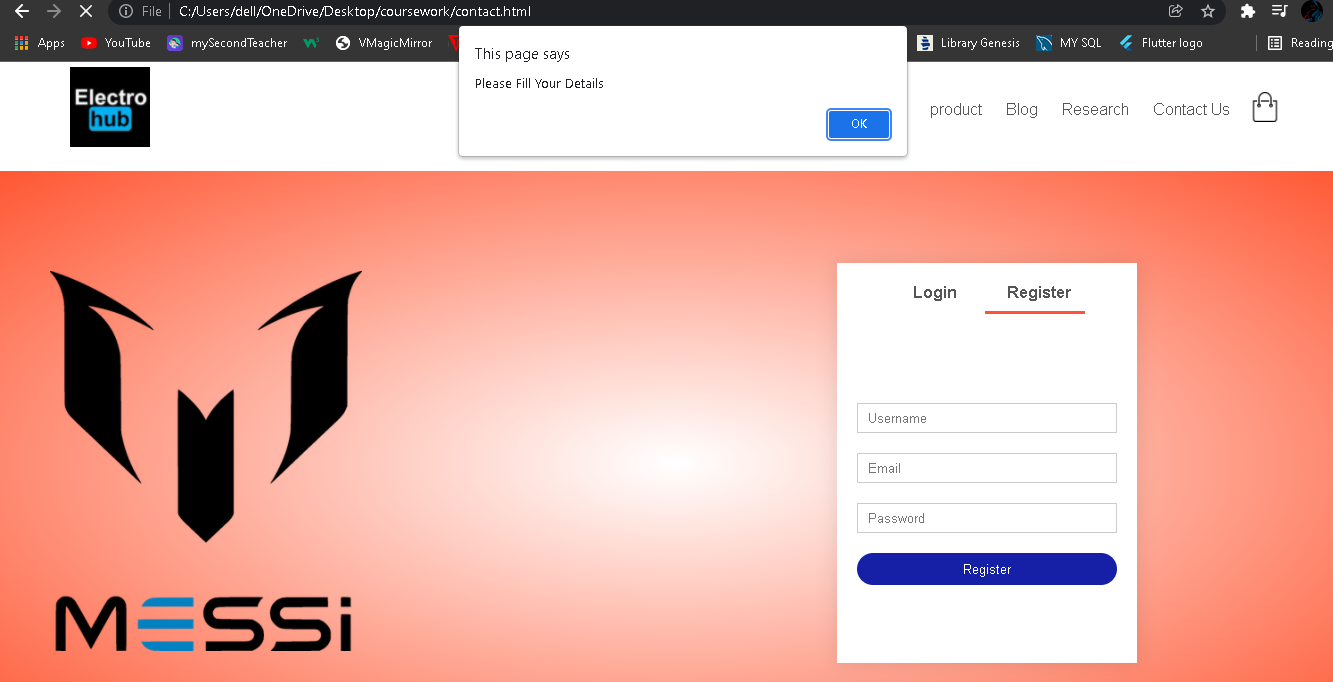 File C:/Users/dell/OneDrive/Desktop/coursework/contact.html
Apps YouTube mySecondTeacher VMagicMirror Library Genesis MY SQL Flutter logo Reading
This page says
Please Fill Your Details
OK
Electro
hub
product Blog Research Contact Us
Login Register
Username
Email
Password
Register
MESSi